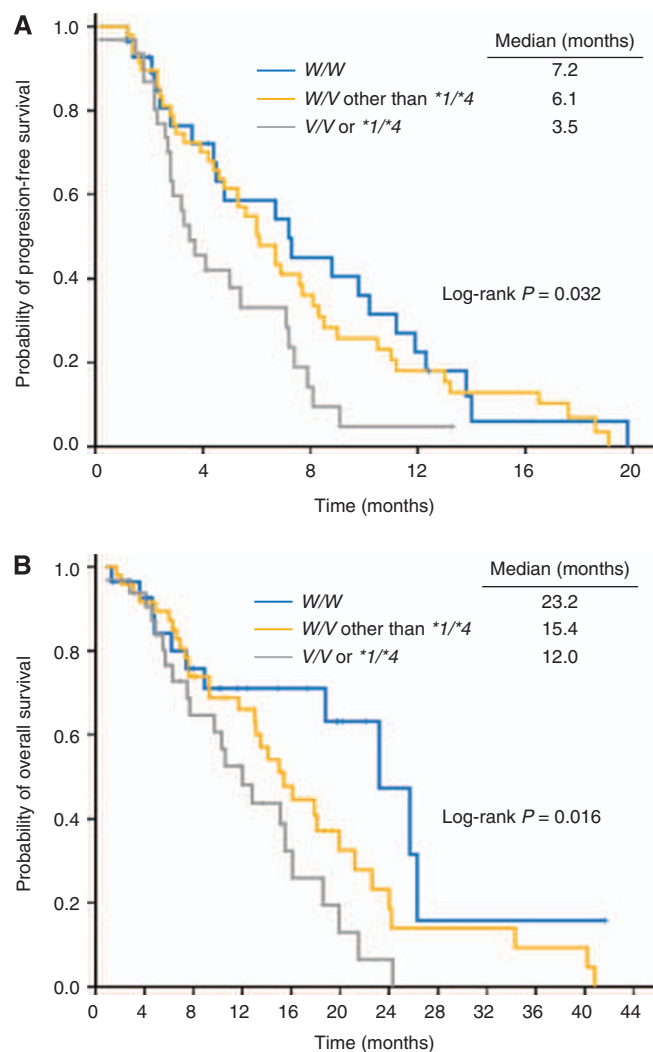 A
Median (months)
W/W 7.2
W/V other than *1/*4 6.1
V/V or *1/*4 3.5
Log-rank P = 0.032
Probability of progresion-free survival
1.0
0.8
0.6
0.4
0.2
0.0
0 4 8 12 16 20
Time (months)
B
Median (months)
W/W 23.2
W/V other than *1/*4 15.4
V/V or *1/*4 12.0
Log-rank P = 0.016
Probability of overall survival
1.0
0.8
0.6
0.4
0.2
0.0
0 4 8 12 16 20 24 28 32 36 40 44
Time (months)